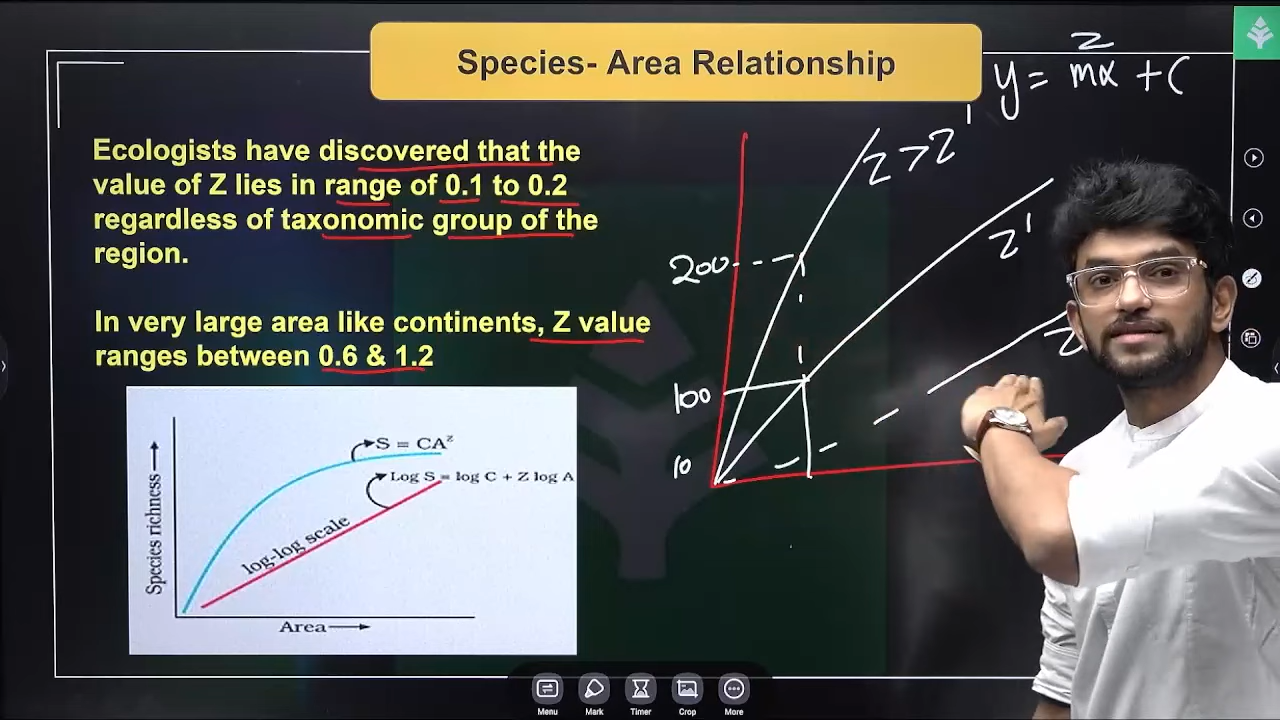 Species- Area Relationship
y = mx + C
z
Ecologists have discovered that the
value of Z lies in range of 0.1 to 0.2
regardless of taxonomic group of the
region.
In very large area like continents, Z value
ranges between 0.6 & 1.2
Species richness
Area
S = CA^z
Log S = log C + Z log A
log-log scale
200
100
10
Z > Z'
Z'
Z
Menu
Mark
Timer
Crop
More